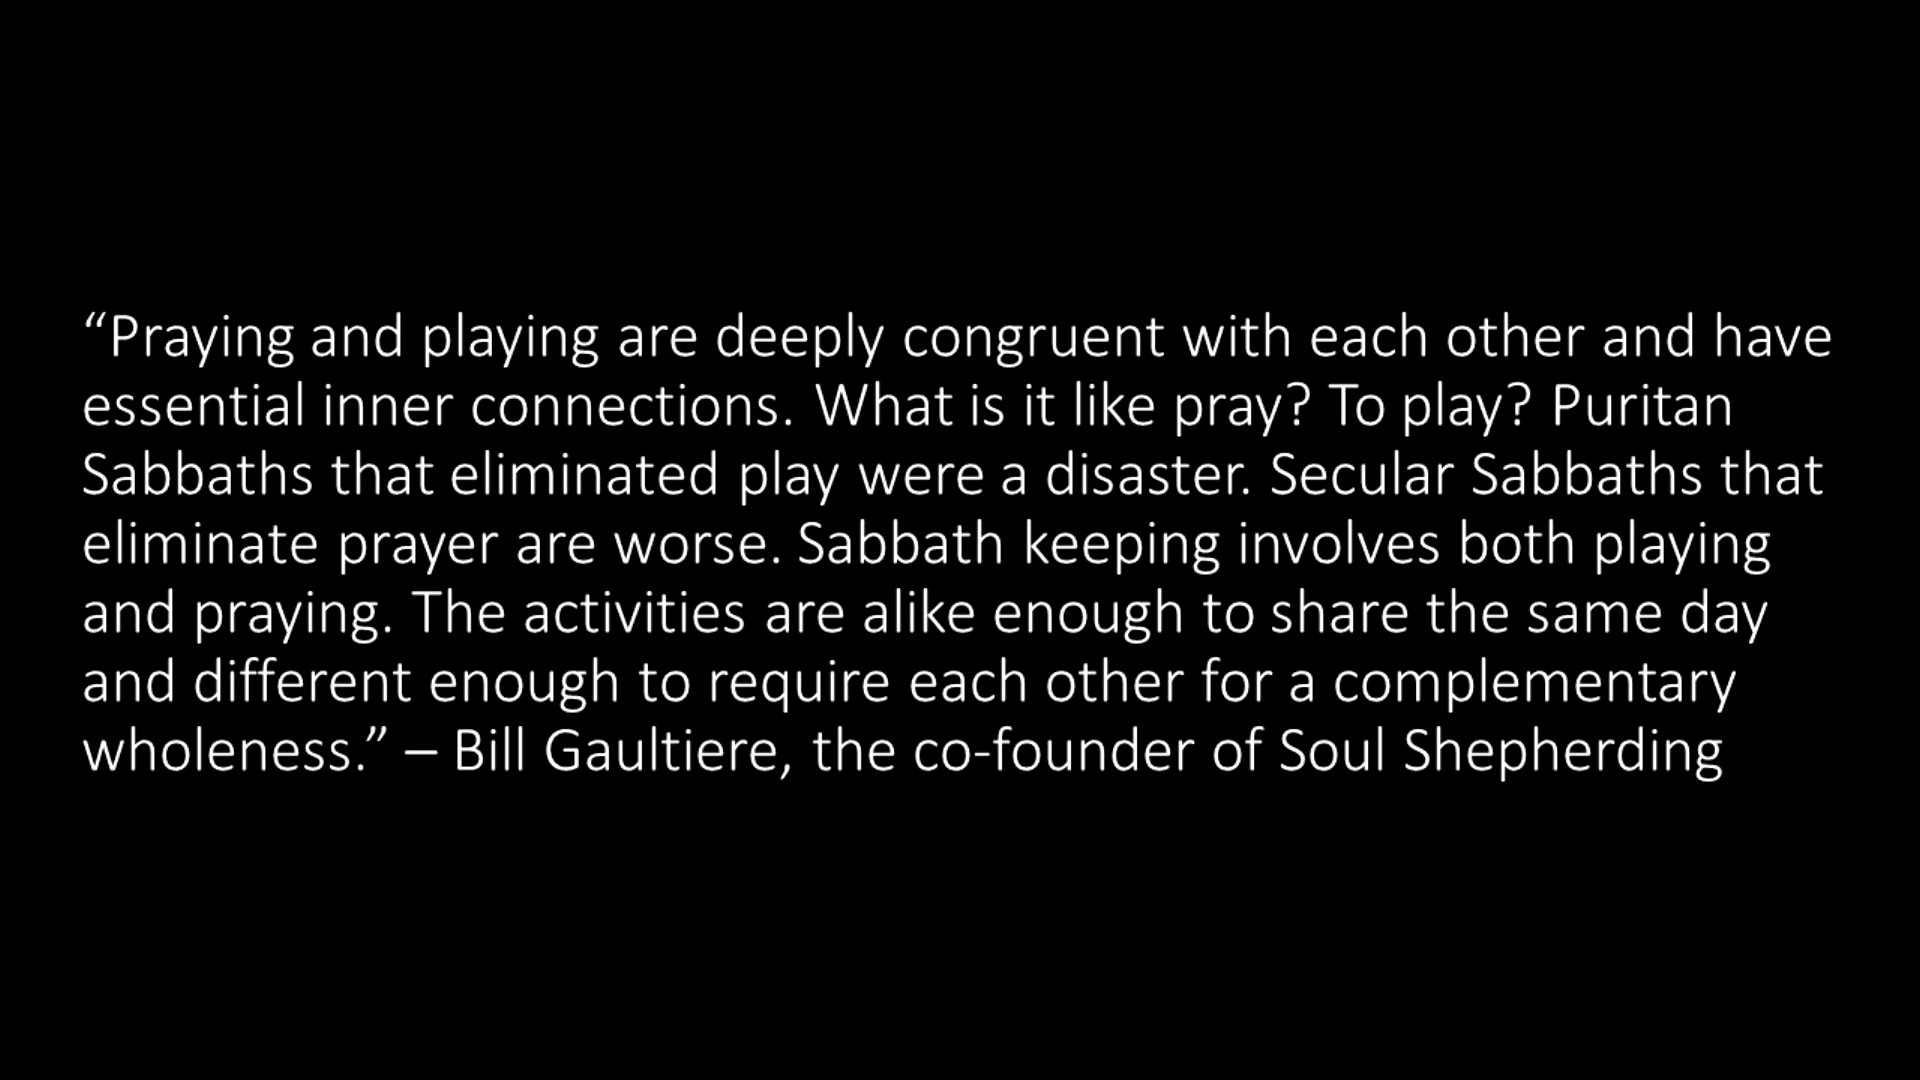 “Praying and playing are deeply congruent with each other and have
essential inner connections. What is it like pray? To play? Puritan
Sabbaths that eliminated play were a disaster. Secular Sabbaths that
eliminate prayer are worse. Sabbath keeping involves both playing
and praying. The activities are alike enough to share the same day
and different enough to require each other for a complementary
wholeness.” – Bill Gaultiere, the co-founder of Soul Shepherding